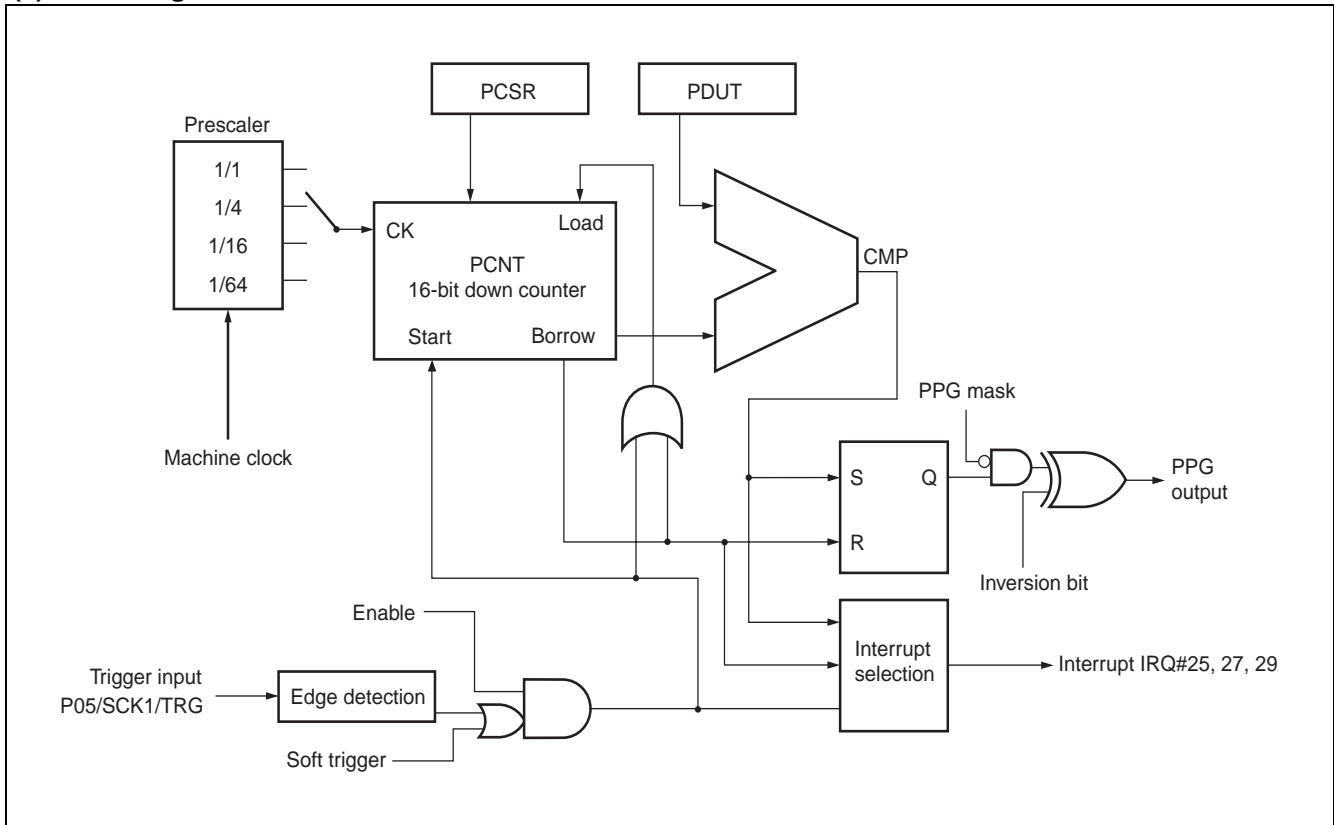 PCSR
PDUT
Prescaler
1/1
1/4
1/16
1/64
CK
Load
PCNT
16-bit down counter
Start
Borrow
CMP
Machine clock
PPG mask
S
Q
R
PPG
output
Inversion bit
Enable
Interrupt
selection
Interrupt IRQ#25, 27, 29
Trigger input
P05/SCK1/TRG
Edge detection
Soft trigger